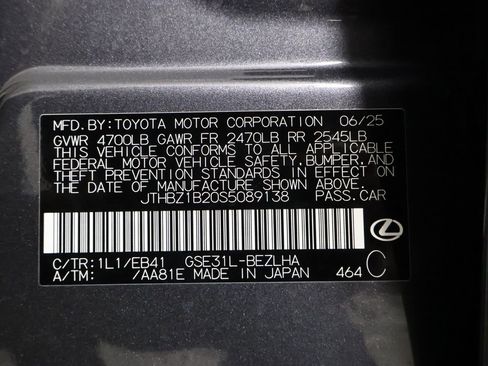 MFD.BY:TOYOTA MOTOR CORPORATION 06/25
GVWR 4700LB GAWR FR 2470LB RR 2545LB
THIS VEHICLE CONFORMS TO ALL APPLICABLE
FEDERAL MOTOR VEHICLE SAFETY,BUMPER,AND
THEFT PREVENTION STANDARDS IN EFFECT ON
THE DATE OF MANUFACTURE SHOWN ABOVE.
JTHBZ1B20S5089138 PASS.CAR
C/TR:1L1/EB41 GSE31L-BEZLHA
A/TM: /AA81E MADE IN JAPAN 464 C